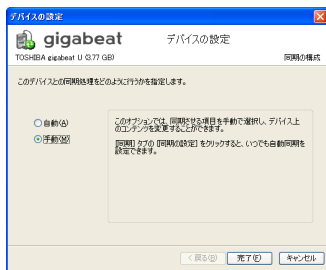 デバイスの設定
gigabeat
デバイスの設定
TOSHIBA gigabeat U (3.77 GB)
同期の構成
このデバイスとの同期処理をどのように行うかを指定します。
自動(A)
手動(M)
このオプションでは、同期させる項目を手動で選択し、デバイス上
のコンテンツを変更することができます。
[同期] タブの [同期の設定] をクリックすると、いつでも自動同期を
設定できます。
< 戻る(B)
完了(F)
キャンセル